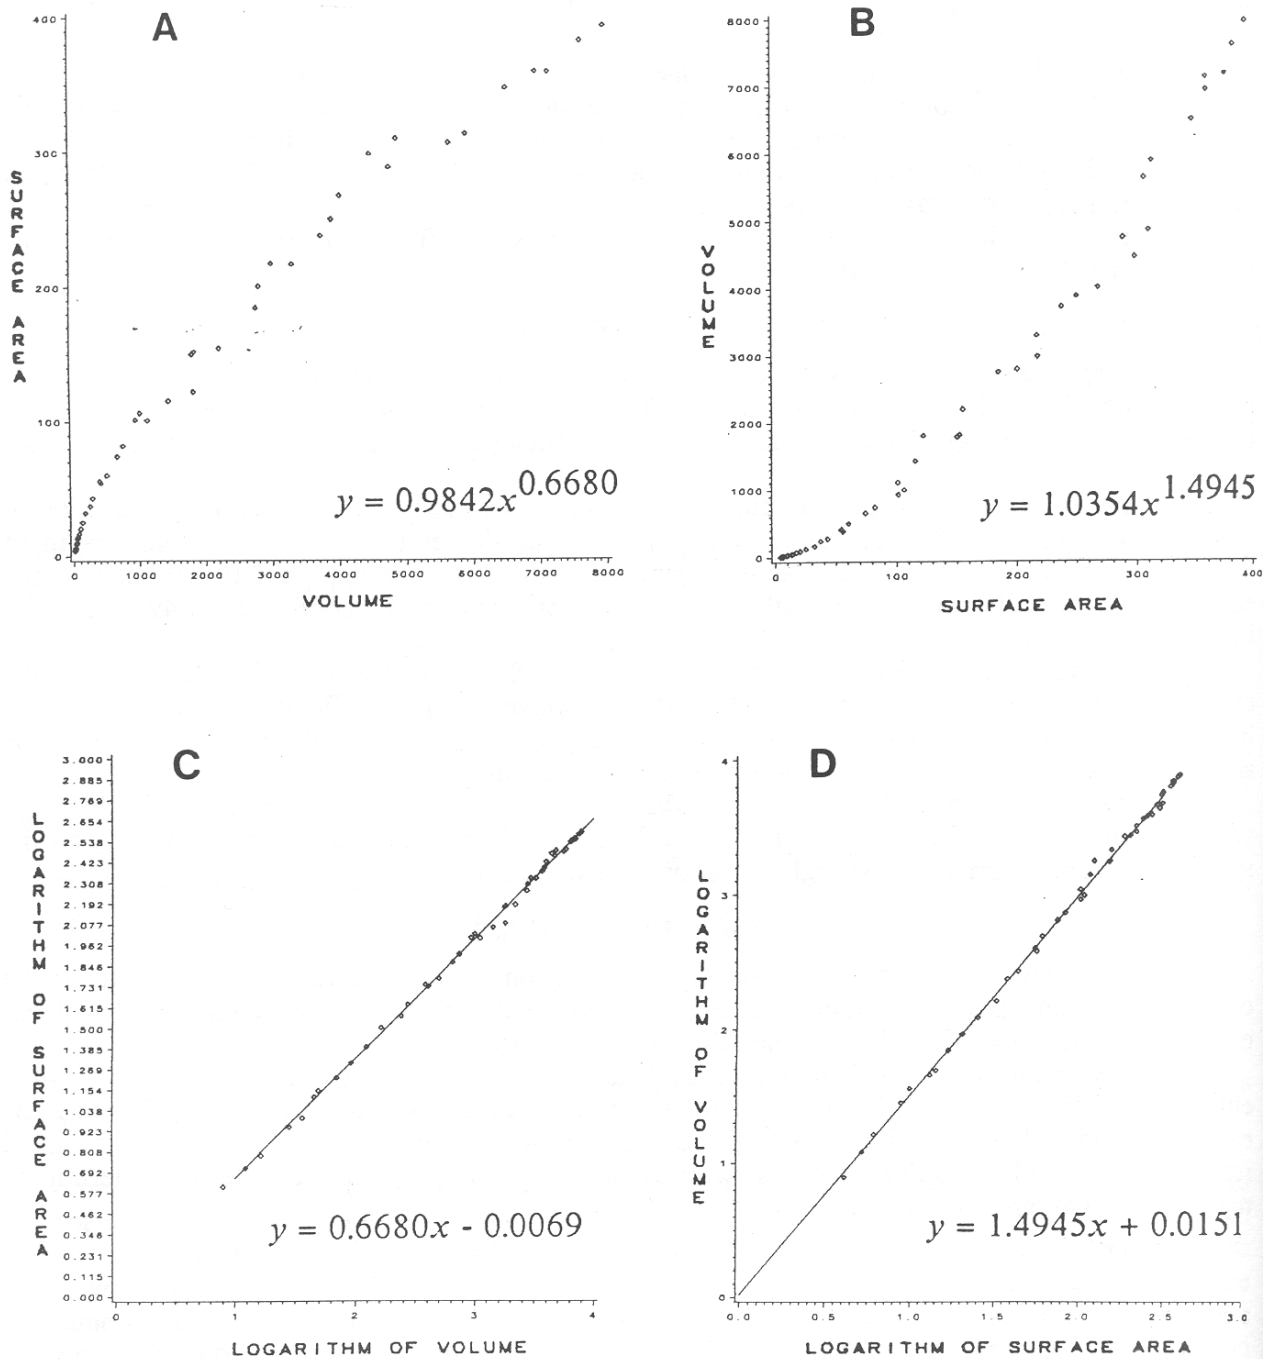 A
400
300
200
100
0
SURFACE AREA
0 1000 2000 3000 4000 5000 6000 7000 8000
VOLUME
y = 0.9842x^0.6680
B
8000
7000
6000
5000
4000
3000
2000
1000
0
VOLUME
0 100 200 300 400
SURFACE AREA
y = 1.0354x^1.4945
C
3.000
2.885
2.769
2.654
2.538
2.423
2.308
2.192
2.077
1.962
1.846
1.731
1.615
1.500
1.385
1.269
1.154
1.038
0.923
0.808
0.692
0.577
0.462
0.346
0.231
0.115
0.000
LOGARITHM OF SURFACE AREA
0 1 2 3 4
LOGARITHM OF VOLUME
y = 0.6680x - 0.0069
D
4
3
2
1
0
LOGARITHM OF VOLUME
0.0 0.5 1.0 1.5 2.0 2.5 3.0
LOGARITHM OF SURFACE AREA
y = 1.4945x + 0.0151